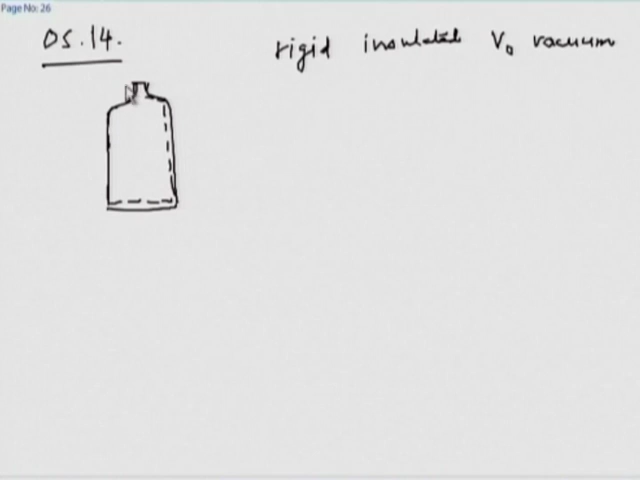 Page No: 26
05.14.
rigid insulated V₀ vacuum